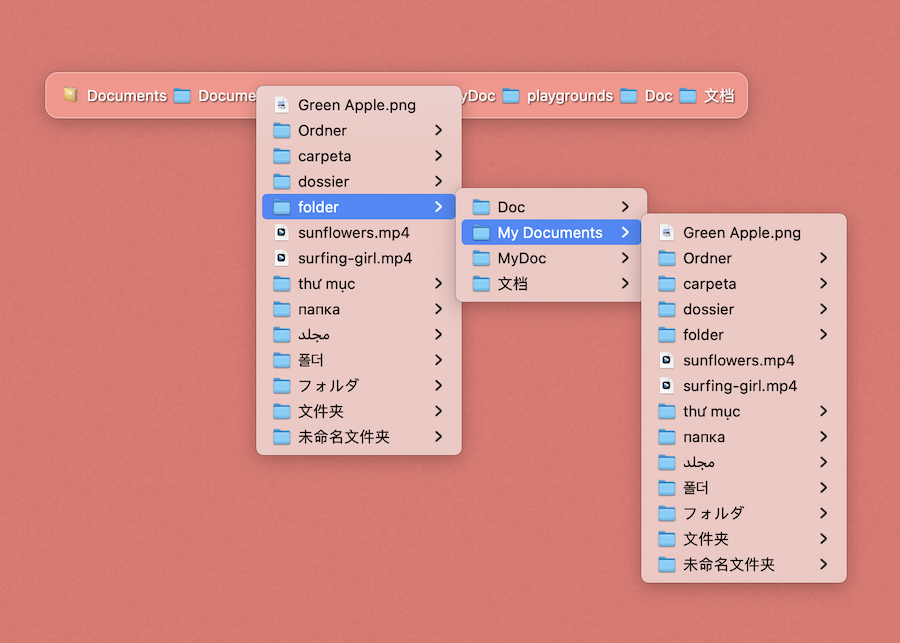 Documents
playgrounds Doc 文档
Green Apple.png
Ordner
carpeta
dossier
folder
sunflowers.mp4
surfing-girl.mp4
thư mục
папка
مجلد
폴더
フォルダ
文件夹
未命名文件夹
Doc
My Documents
MyDoc
文档
Green Apple.png
Ordner
carpeta
dossier
folder
sunflowers.mp4
surfing-girl.mp4
thư mục
папка
مجلد
폴더
フォルダ
文件夹
未命名文件夹